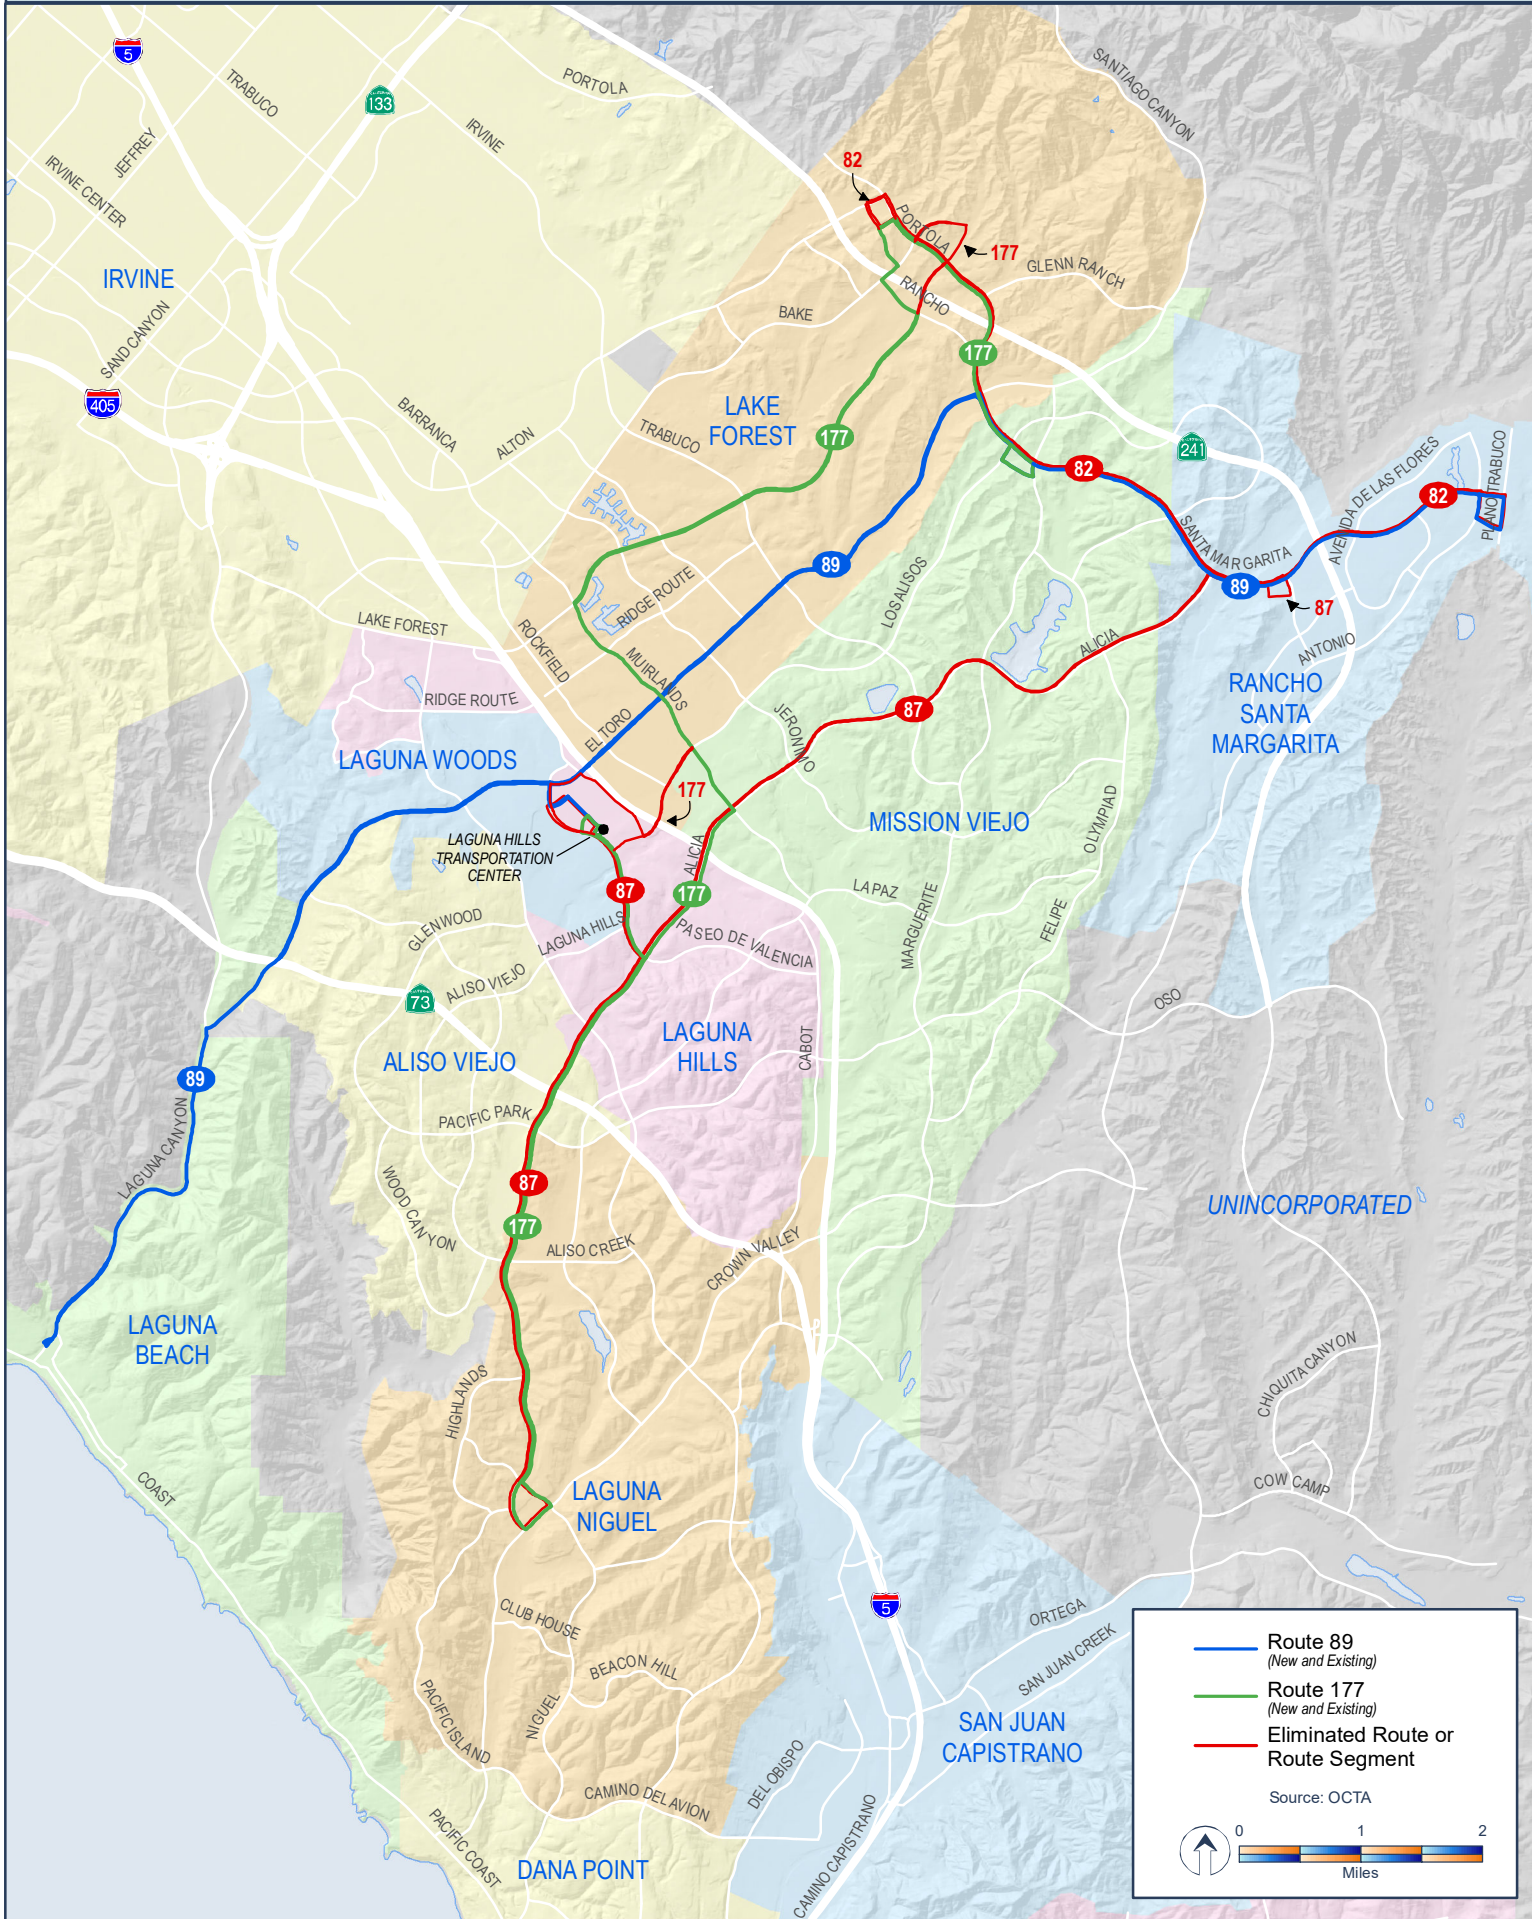 5
TRABUCO
133
PORTOLA
IRVINE
JEFFREY
IRVINE CENTER
SANTIAGO CANYON
82
PORTOLA
177
GLENN RANCH
RANCHO
IRVINE
SAND CANYON
BAKE
177
405
BARRANCA
ALTON
LAKE
FOREST
TRABUCO
177
241
82
82
AVENIDA DE LAS FLORES
PLANO TRABUCO
SANTA MARGARITA
89
89
87
LOS ALISOS
RIDGE ROUTE
LAKE FOREST
ROCKFIELD
MUIRLANDS
ALICIA
ANTONIO
RIDGE ROUTE
87
RANCHO
SANTA
MARGARITA
EL TORO
JERONIMO
LAGUNA WOODS
177
MISSION VIEJO
OLYMPIAD
LAGUNA HILLS
TRANSPORTATION
CENTER
ALICIA
87
177
LA PAZ
MARGUERITE
FELIPE
GLENWOOD
LAGUNA HILLS
PASEO DE VALENCIA
ALISO VIEJO
73
OSO
LAGUNA
HILLS
CABOT
ALISO VIEJO
89
PACIFIC PARK
LAGUNA CANYON
WOOD CANYON
87
177
UNINCORPORATED
ALISO CREEK
CROWN VALLEY
LAGUNA
BEACH
HIGHLANDS
CHIQUITA CANYON
COAST
LAGUNA
NIGUEL
COW CAMP
5
CLUB HOUSE
ORTEGA
SAN JUAN CREEK
BEACON HILL
PACIFIC ISLAND
NIGUEL
SAN JUAN
CAPISTRANO
DEL OBISPO
CAMINO DEL AVION
PACIFIC COAST
CAMINO CAPISTRANO
DANA POINT
Route 89
(New and Existing)
Route 177
(New and Existing)
Eliminated Route or
Route Segment
Source: OCTA
0 1 2
Miles